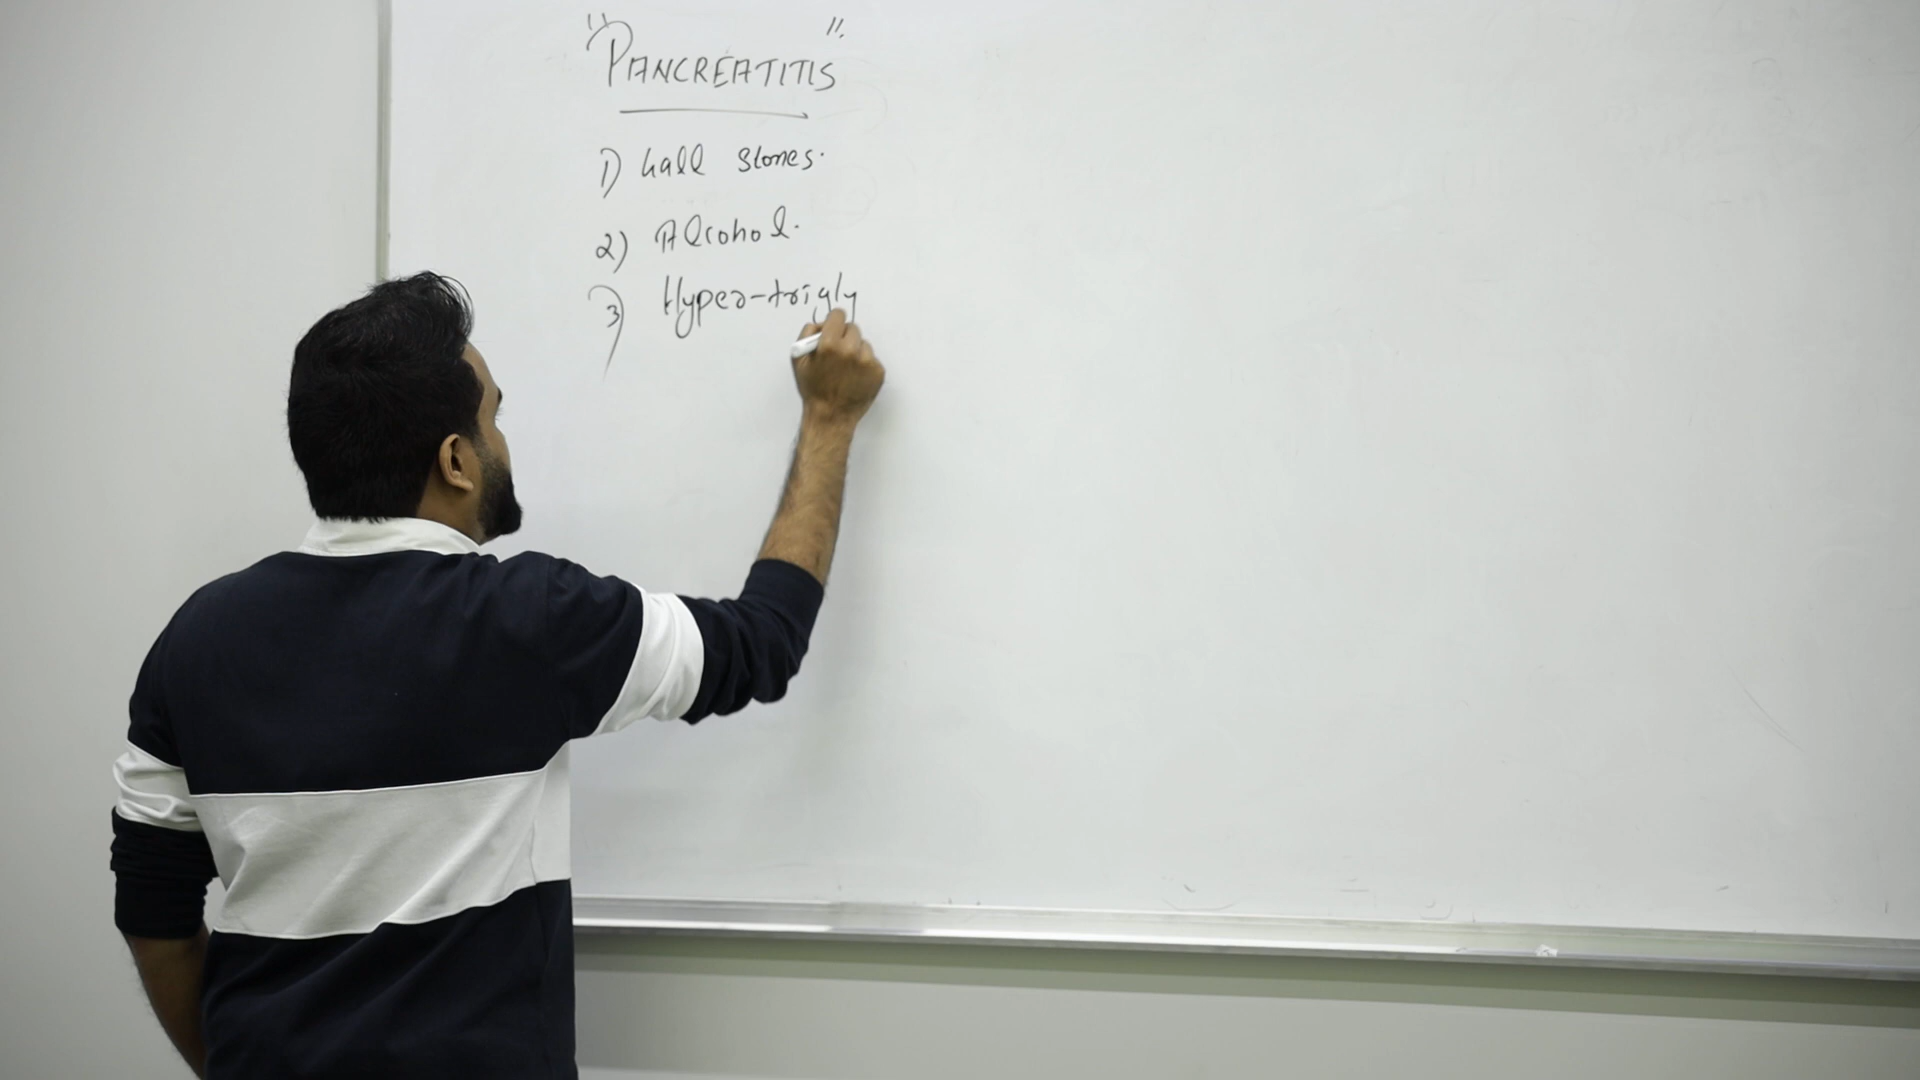 "PANCREATITIS".
1) Gall Stones.
2) Alcohol.
3) Hyper-trigly